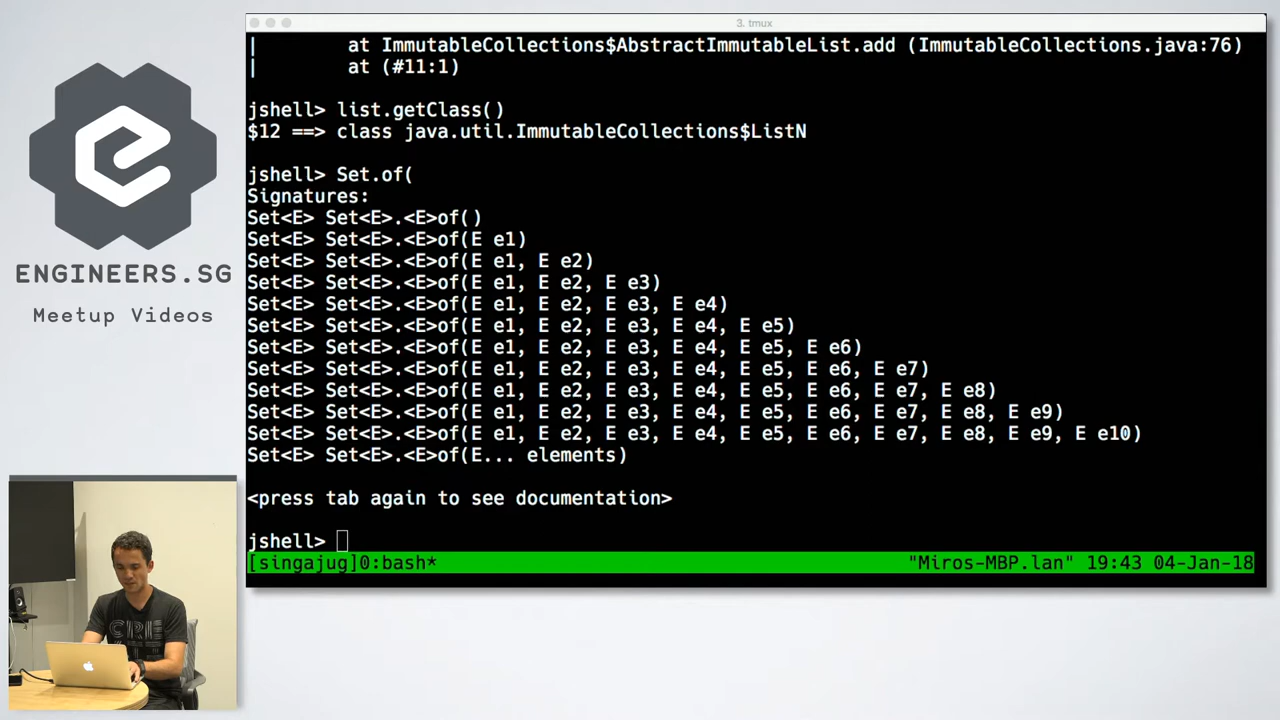 3. tmux
|        at ImmutableCollections$AbstractImmutableList.add (ImmutableCollections.java:76)
|        at (#11:1)
jshell> list.getClass()
$12 ==> class java.util.ImmutableCollections$ListN
jshell> Set.of(
Signatures:
Set<E> Set<E>.<E>of()
Set<E> Set<E>.<E>of(E e1)
Set<E> Set<E>.<E>of(E e1, E e2)
Set<E> Set<E>.<E>of(E e1, E e2, E e3)
Set<E> Set<E>.<E>of(E e1, E e2, E e3, E e4)
Set<E> Set<E>.<E>of(E e1, E e2, E e3, E e4, E e5)
Set<E> Set<E>.<E>of(E e1, E e2, E e3, E e4, E e5, E e6)
Set<E> Set<E>.<E>of(E e1, E e2, E e3, E e4, E e5, E e6, E e7)
Set<E> Set<E>.<E>of(E e1, E e2, E e3, E e4, E e5, E e6, E e7, E e8)
Set<E> Set<E>.<E>of(E e1, E e2, E e3, E e4, E e5, E e6, E e7, E e8, E e9)
Set<E> Set<E>.<E>of(E e1, E e2, E e3, E e4, E e5, E e6, E e7, E e8, E e9, E e10)
Set<E> Set<E>.<E>of(E... elements)
<press tab again to see documentation>
jshell>
[singajug]0:bash* "Miros-MBP.lan" 19:43 04-Jan-18
e
ENGINEERS.SG
Meetup Videos
CRE